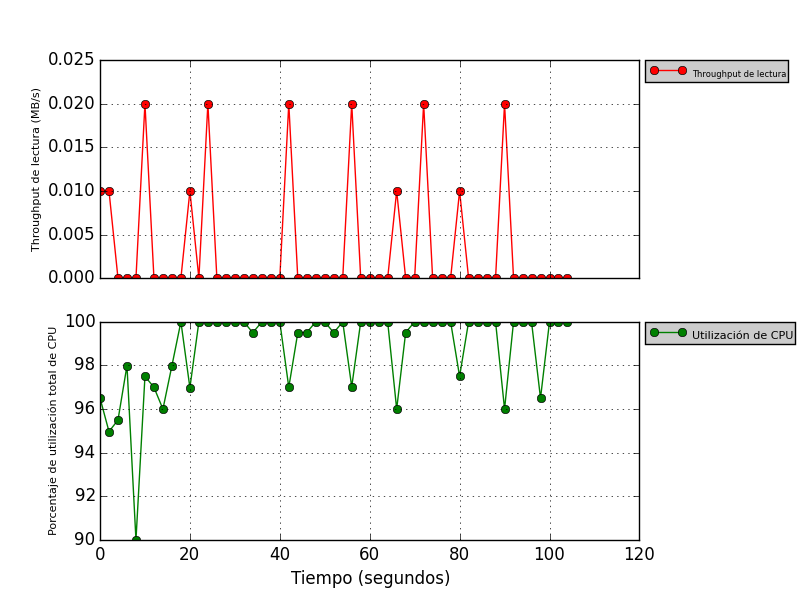 0.025
0.020
0.015
0.010
0.005
0.000
Throughput de lectura (MB/s)
Throughput de lectura
100
98
96
94
92
90
Porcentaje de utilización total de CPU
Utilización de CPU
0 20 40 60 80 100 120
Tiempo (segundos)